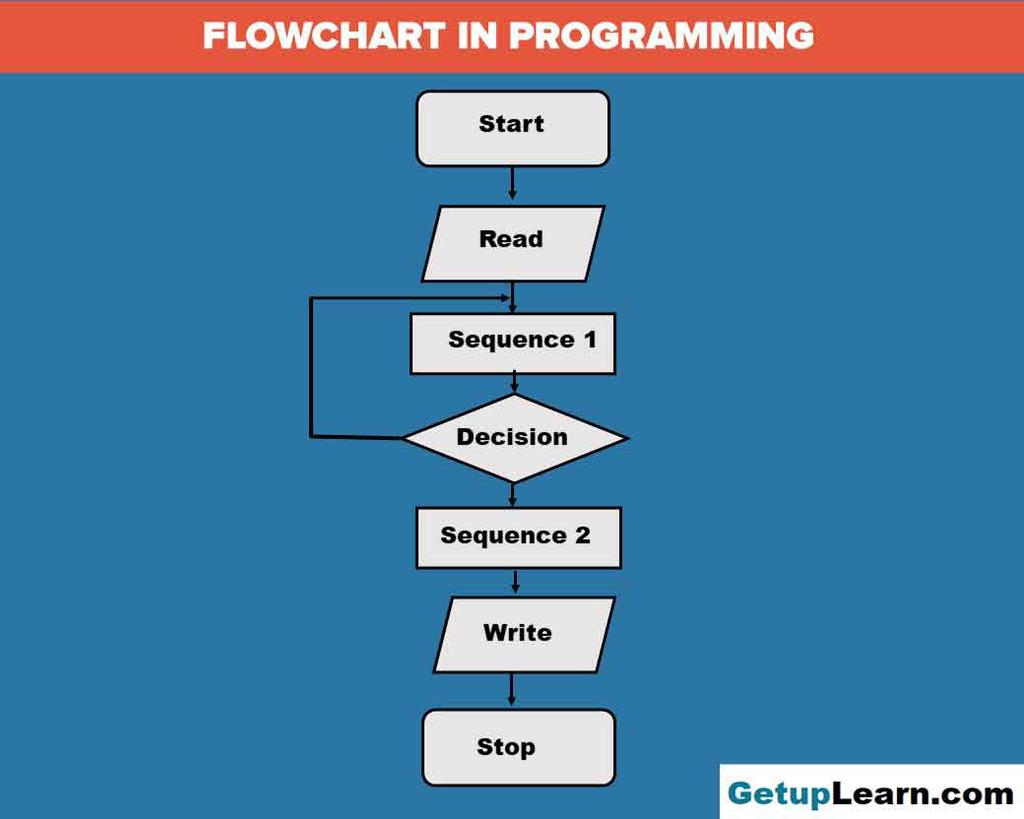 FLOWCHART IN PROGRAMMING
Start
Read
Sequence 1
Decision
Sequence 2
Write
Stop
GetupLearn.com